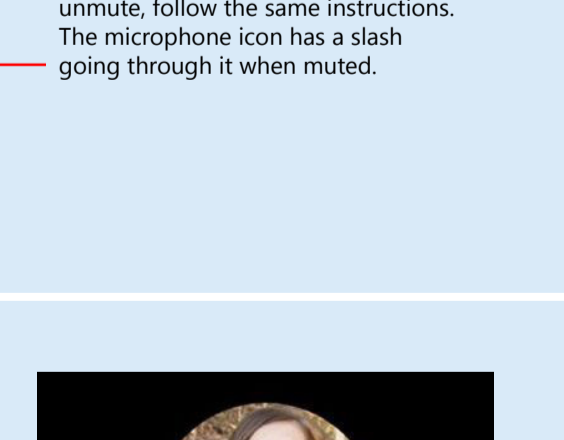 unmute, follow the same instructions.
The microphone icon has a slash
going through it when muted.